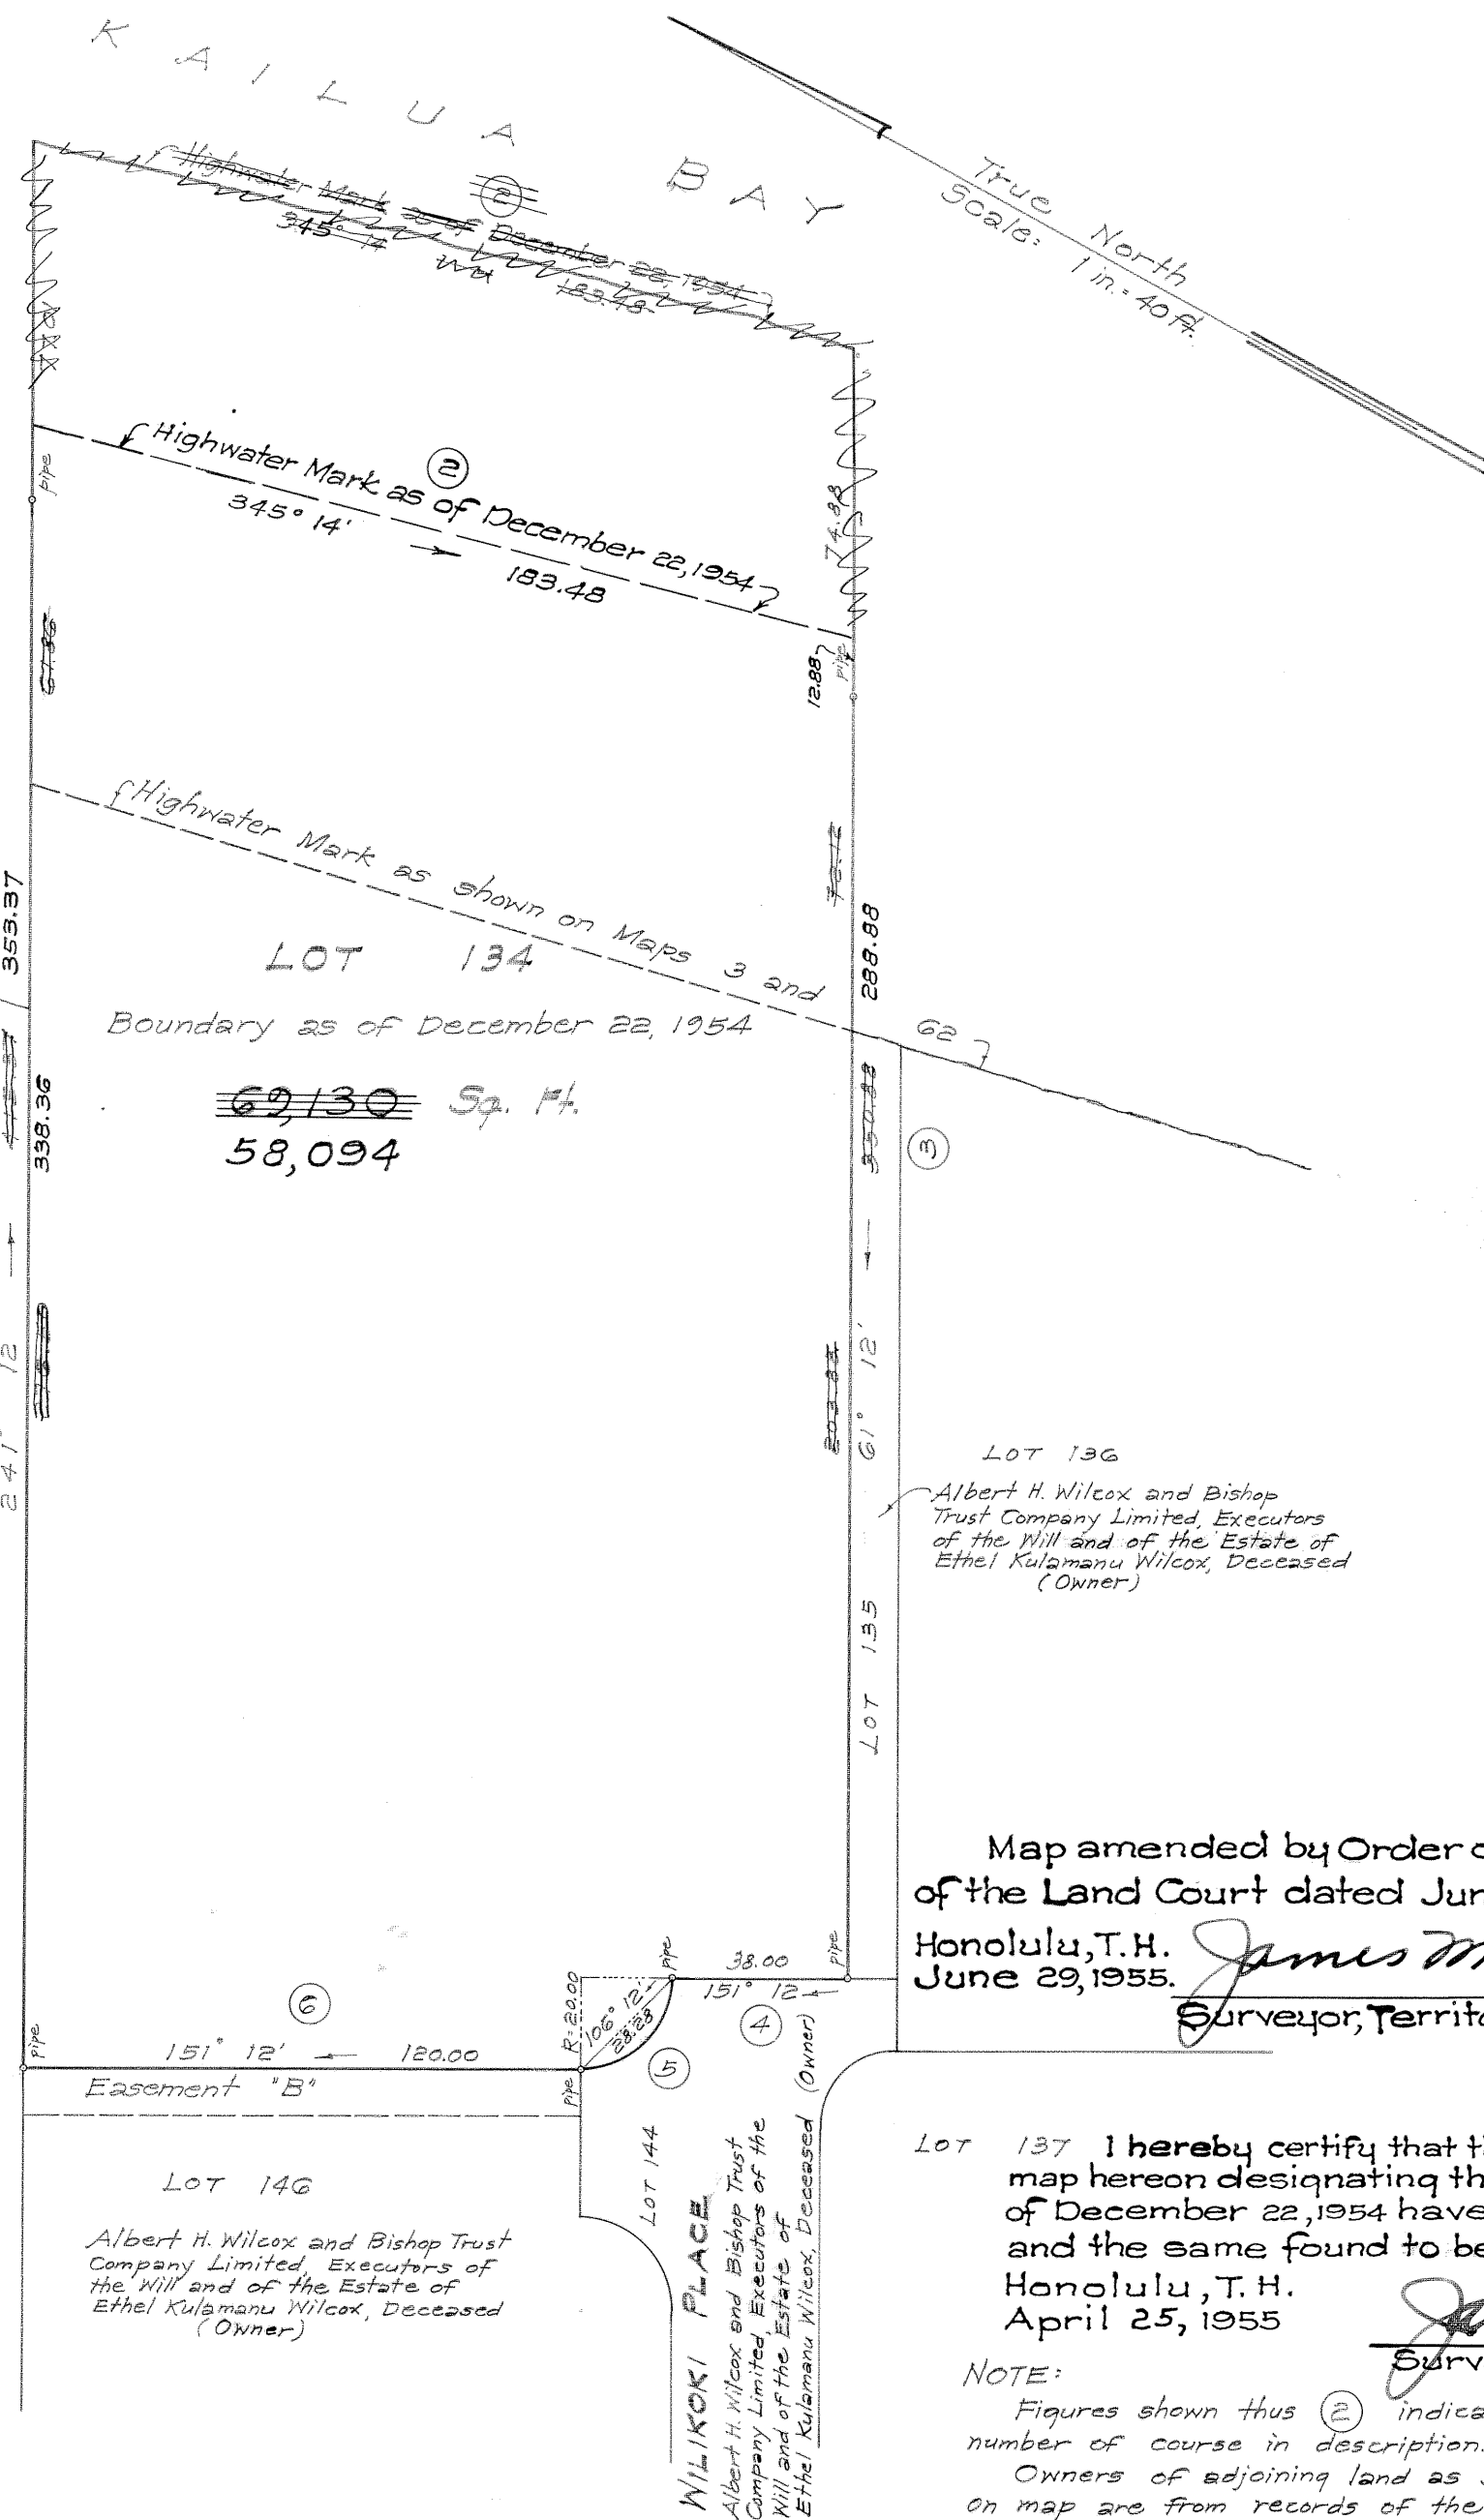 KAILUA BAY
True North
Scale: 1 in. = 40 ft.
Highwater Mark as of December 22, 1954
2
345° 14'
183.48
Highwater Mark as of December 22, 1954
2
345° 14'
→
183.48
pipe
74.88
61.86
12.88
pipe
Highwater Mark as shown on Maps 3 and 62
353.37
288.88
LOT 134
Boundary as of December 22, 1954
69,130 Sq. Ft.
58,094
338.36
350.88
3
241° 12
61° 12'
LOT 135
LOT 136
Albert H. Wilcox and Bishop
Trust Company Limited, Executors
of the Will and of the Estate of
Ethel Kulamanu Wilcox, Deceased
(Owner)
Map amended by Order
of the Land Court dated
Honolulu, T.H.
June 29, 1955.
James
Surveyor,
pipe
38.00
pipe
151° 12
4
R=20.00
106° 12'
28.28
5
6
pipe
151° 12' ← 120.00
pipe
Easement "B"
LOT 146
Albert H. Wilcox and Bishop Trust
Company Limited, Executors of
the Will and of the Estate of
Ethel Kulamanu Wilcox, Deceased
(Owner)
LOT 144
WILIKOKI PLACE
Albert H. Wilcox and Bishop Trust
Company Limited, Executors of the
Will and of the Estate of
Ethel Kulamanu Wilcox, Deceased (Owner)
LOT 137
I hereby certify that
map hereon designating
of December 22, 1954 have
and the same found to be
Honolulu, T.H.
April 25, 1955
NOTE:
Figures shown thus 2
number of course in description.
Owners of adjoining land as
on map are from records of the